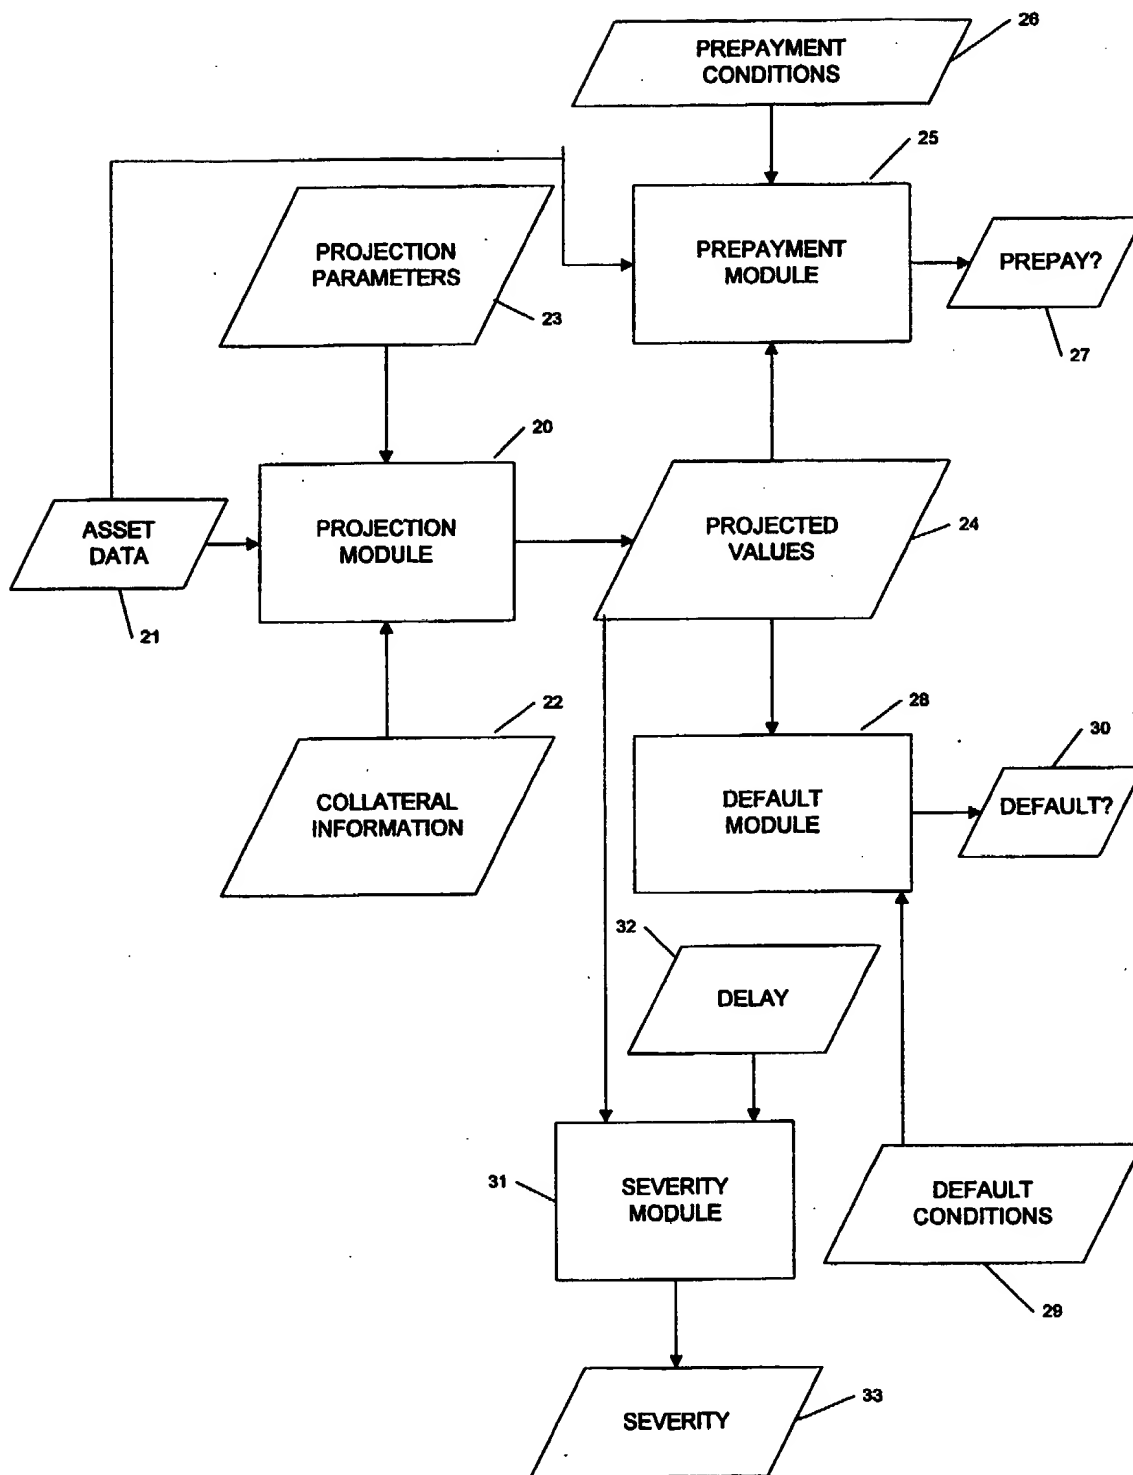 26
PREPAYMENT
CONDITIONS
25
PREPAYMENT
MODULE
PREPAY?
27
PROJECTION
PARAMETERS
23
20
PROJECTION
MODULE
ASSET
DATA
21
PROJECTED
VALUES
24
22
COLLATERAL
INFORMATION
28
DEFAULT
MODULE
30
DEFAULT?
32
DELAY
31
SEVERITY
MODULE
DEFAULT
CONDITIONS
29
SEVERITY
33